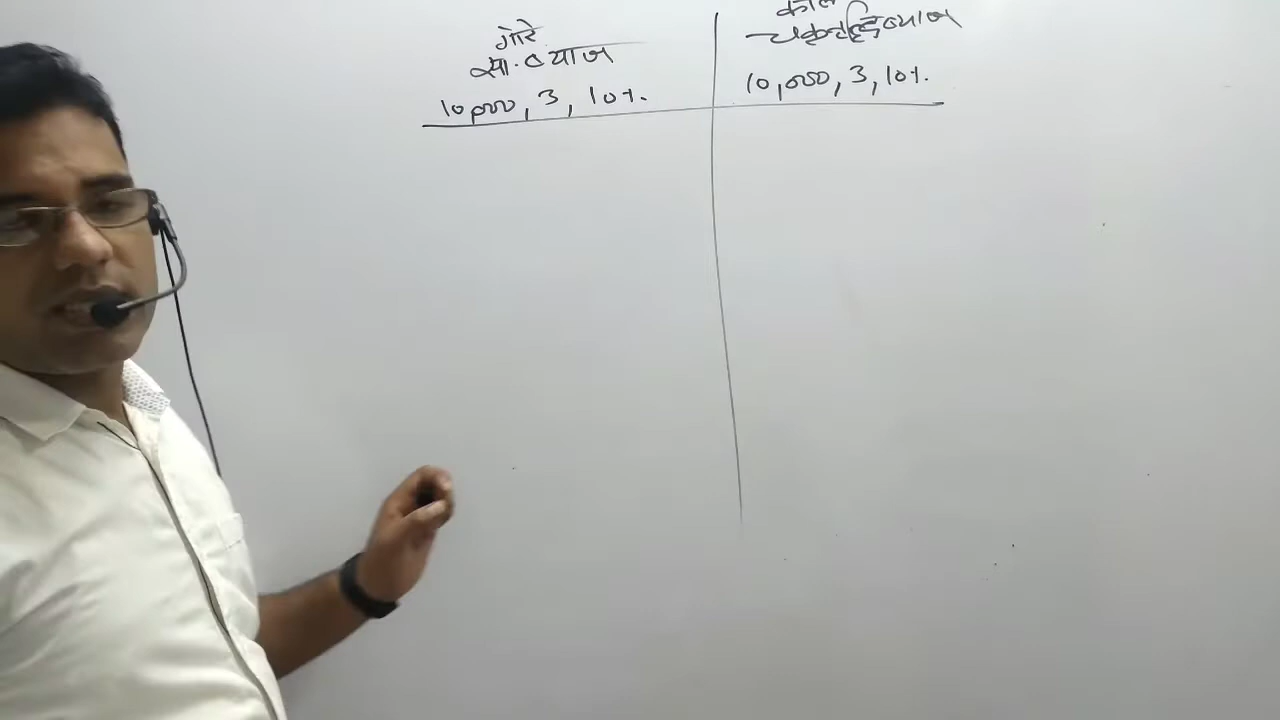 गोरे
सा. व्याज
10,000, 3, 10%.
चक्रवाढ व्याज
10,000, 3, 10%.